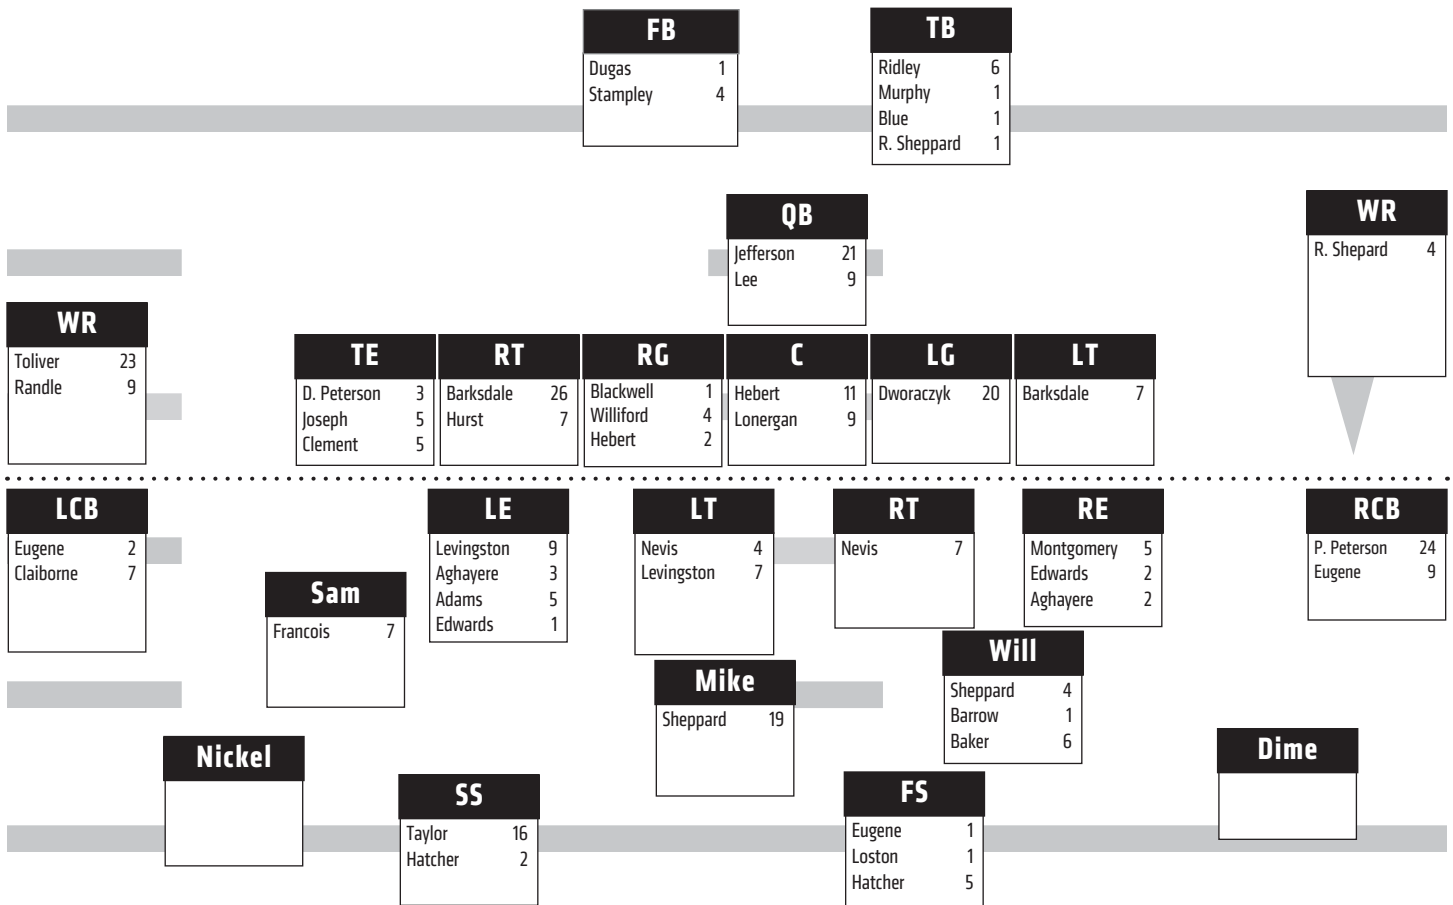 FB
Dugas 1
Stampley 4
TB
Ridley 6
Murphy 1
Blue 1
R. Sheppard 1
QB
Jefferson 21
Lee 9
WR
R. Shepard 4
WR
Toliver 23
Randle 9
TE
D. Peterson 3
Joseph 5
Clement 5
RT
Barksdale 26
Hurst 7
RG
Blackwell 1
Williford 4
Hebert 2
C
Hebert 11
Lonergan 9
LG
Dworaczyk 20
LT
Barksdale 7
LCB
Eugene 2
Claiborne 7
Sam
Francois 7
LE
Levingston 9
Aghayere 3
Adams 5
Edwards 1
LT
Nevis 4
Levingston 7
RT
Nevis 7
RE
Montgomery 5
Edwards 2
Aghayere 2
RCB
P. Peterson 24
Eugene 9
Mike
Sheppard 19
Will
Sheppard 4
Barrow 1
Baker 6
Nickel
SS
Taylor 16
Hatcher 2
FS
Eugene 1
Loston 1
Hatcher 5
Dime